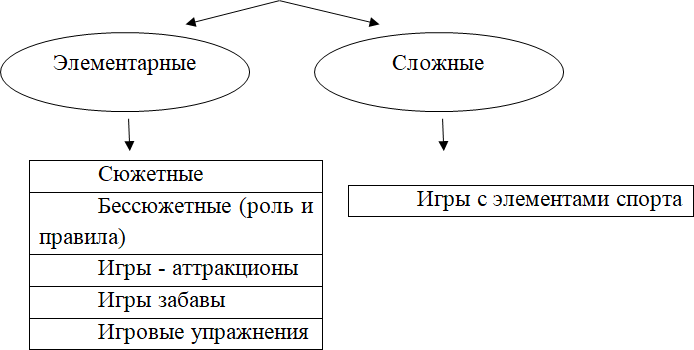 Элементарные
Сложные
Сюжетные
Бессюжетные (роль и
правила)
Игры - аттракционы
Игры забавы
Игровые упражнения
Игры с элементами спорта